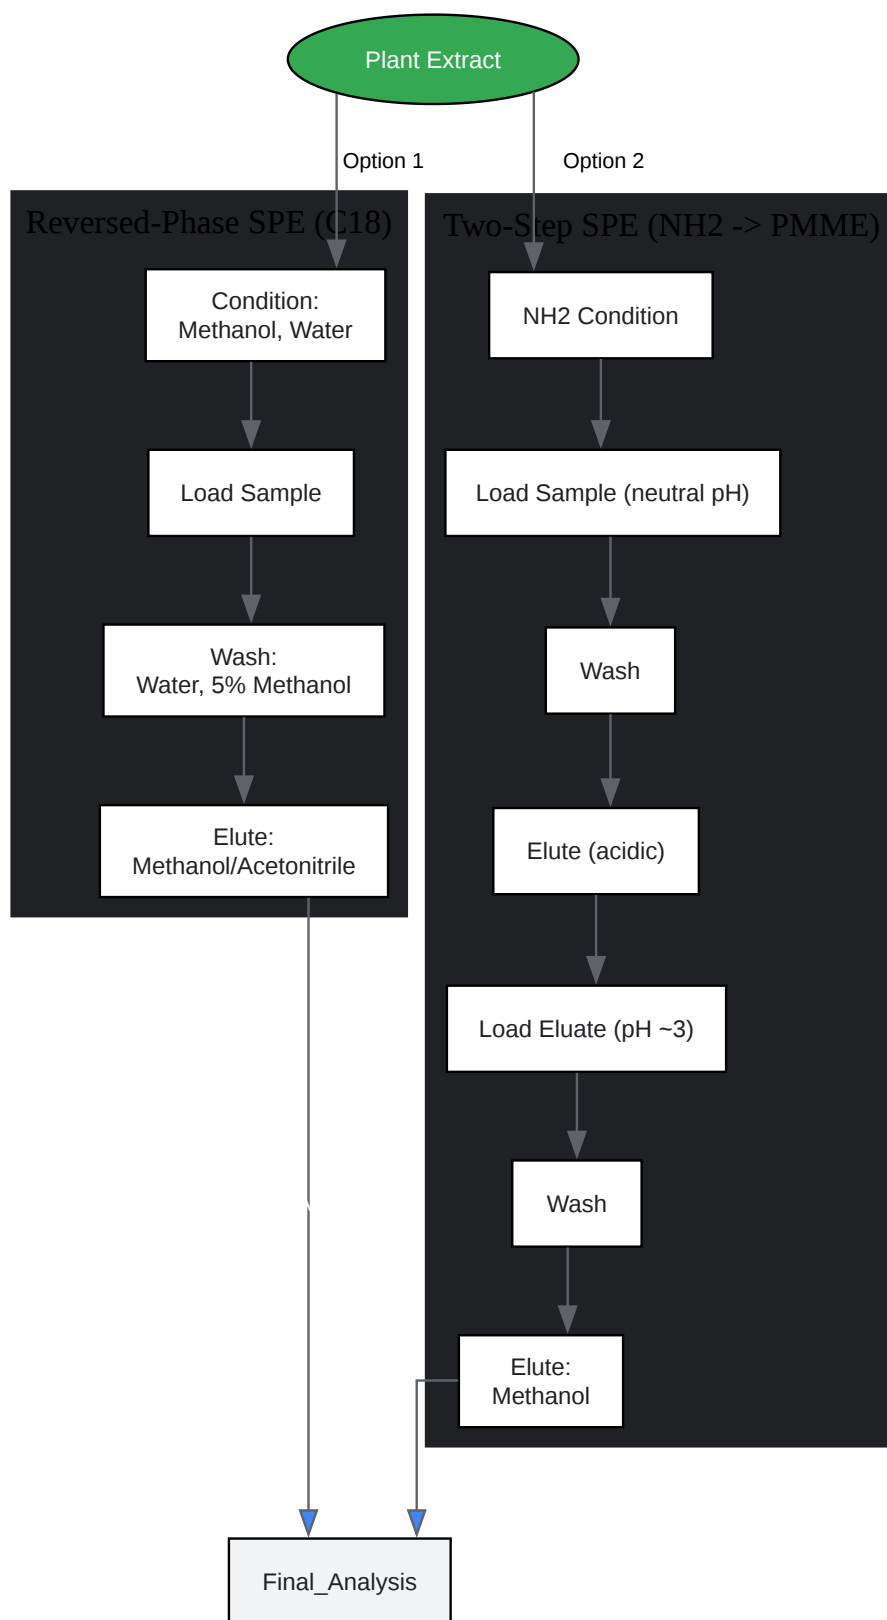 Plant Extract
Option 1
Option 2
Reversed-Phase SPE (C18)
Condition:
Methanol, Water
Load Sample
Wash:
Water, 5% Methanol
Elute:
Methanol/Acetonitrile
Two-Step SPE (NH2 -> PMME)
NH2 Condition
Load Sample (neutral pH)
Wash
Elute (acidic)
Load Eluate (pH ~3)
Wash
Elute:
Methanol
Final_Analysis